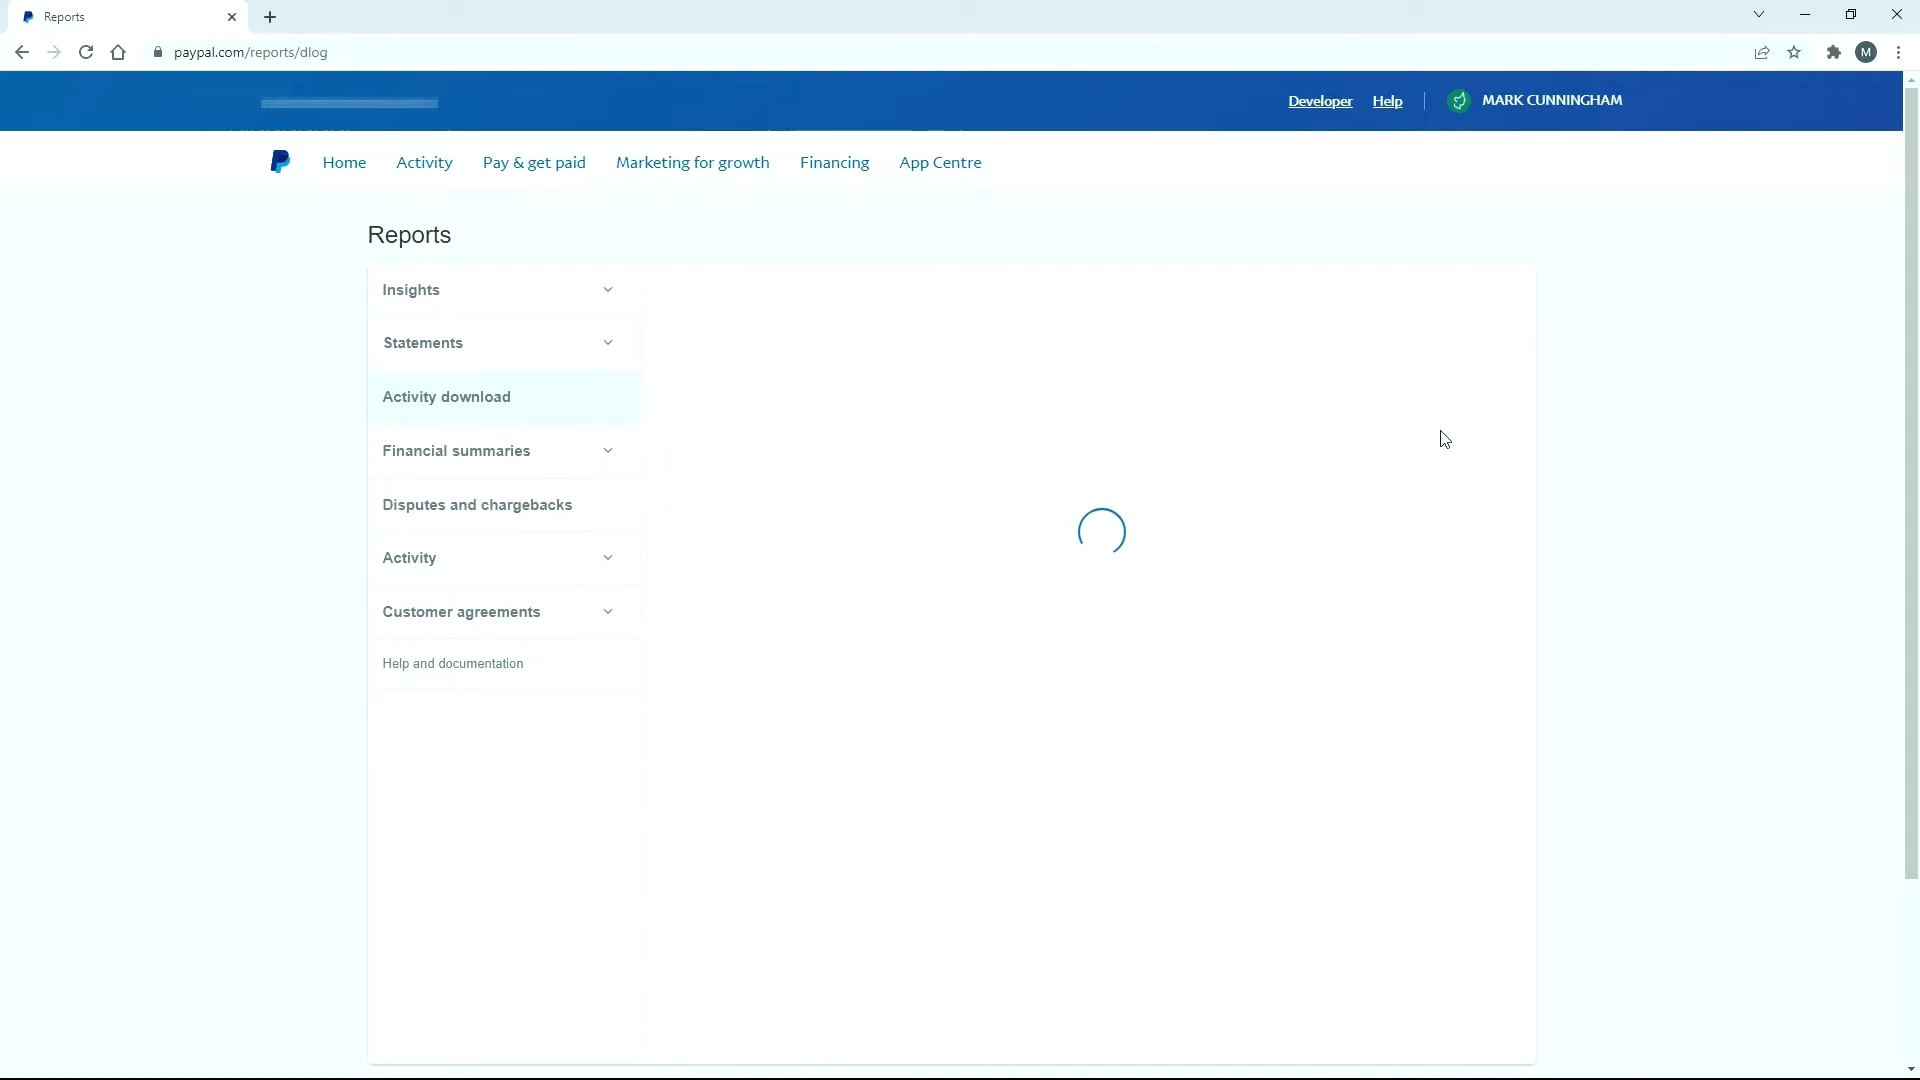 Reports
paypal.com/reports/dlog
M
Developer Help MARK CUNNINGHAM
Home Activity Pay & get paid Marketing for growth Financing App Centre
Reports
Insights
Statements
Activity download
Financial summaries
Disputes and chargebacks
Activity
Customer agreements
Help and documentation